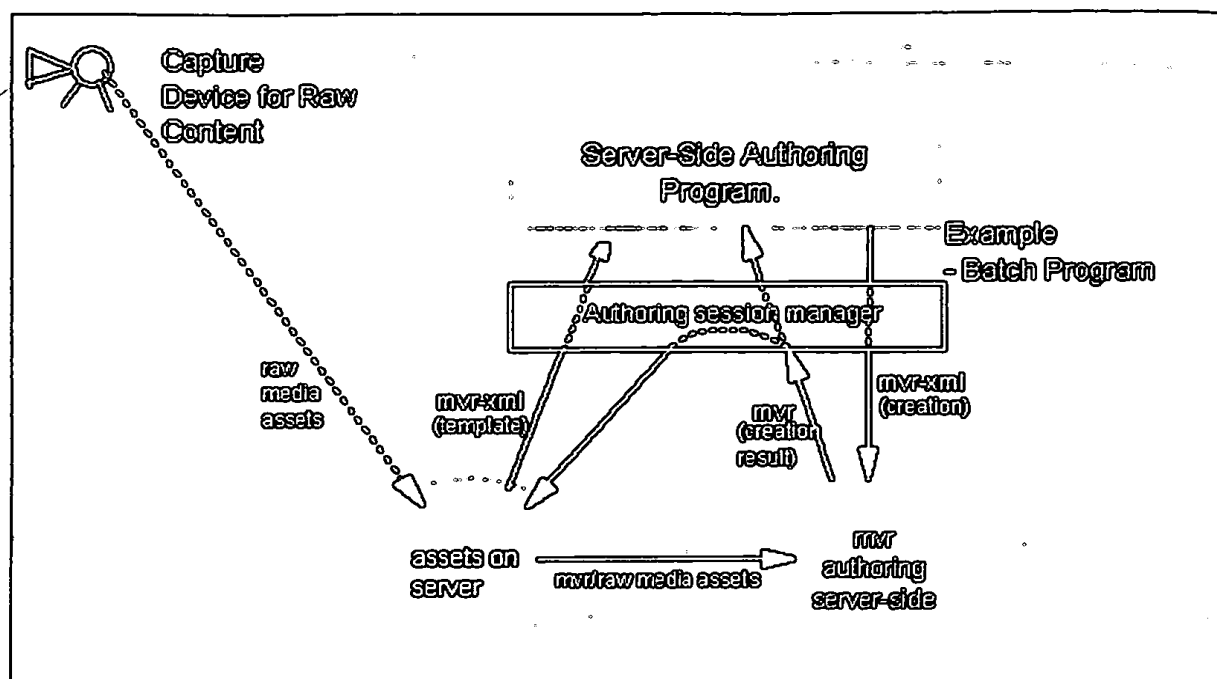 Capture
Device for Raw
Content
Server-Side Authoring
Program.
Example
- Batch Program
Authoring session manager
raw
media
assets
mvr-xml
(template)
mvr
(creation
result)
mvr-xml
(creation)
assets on
server
mvr/raw media assets
mvr
authoring
server-side